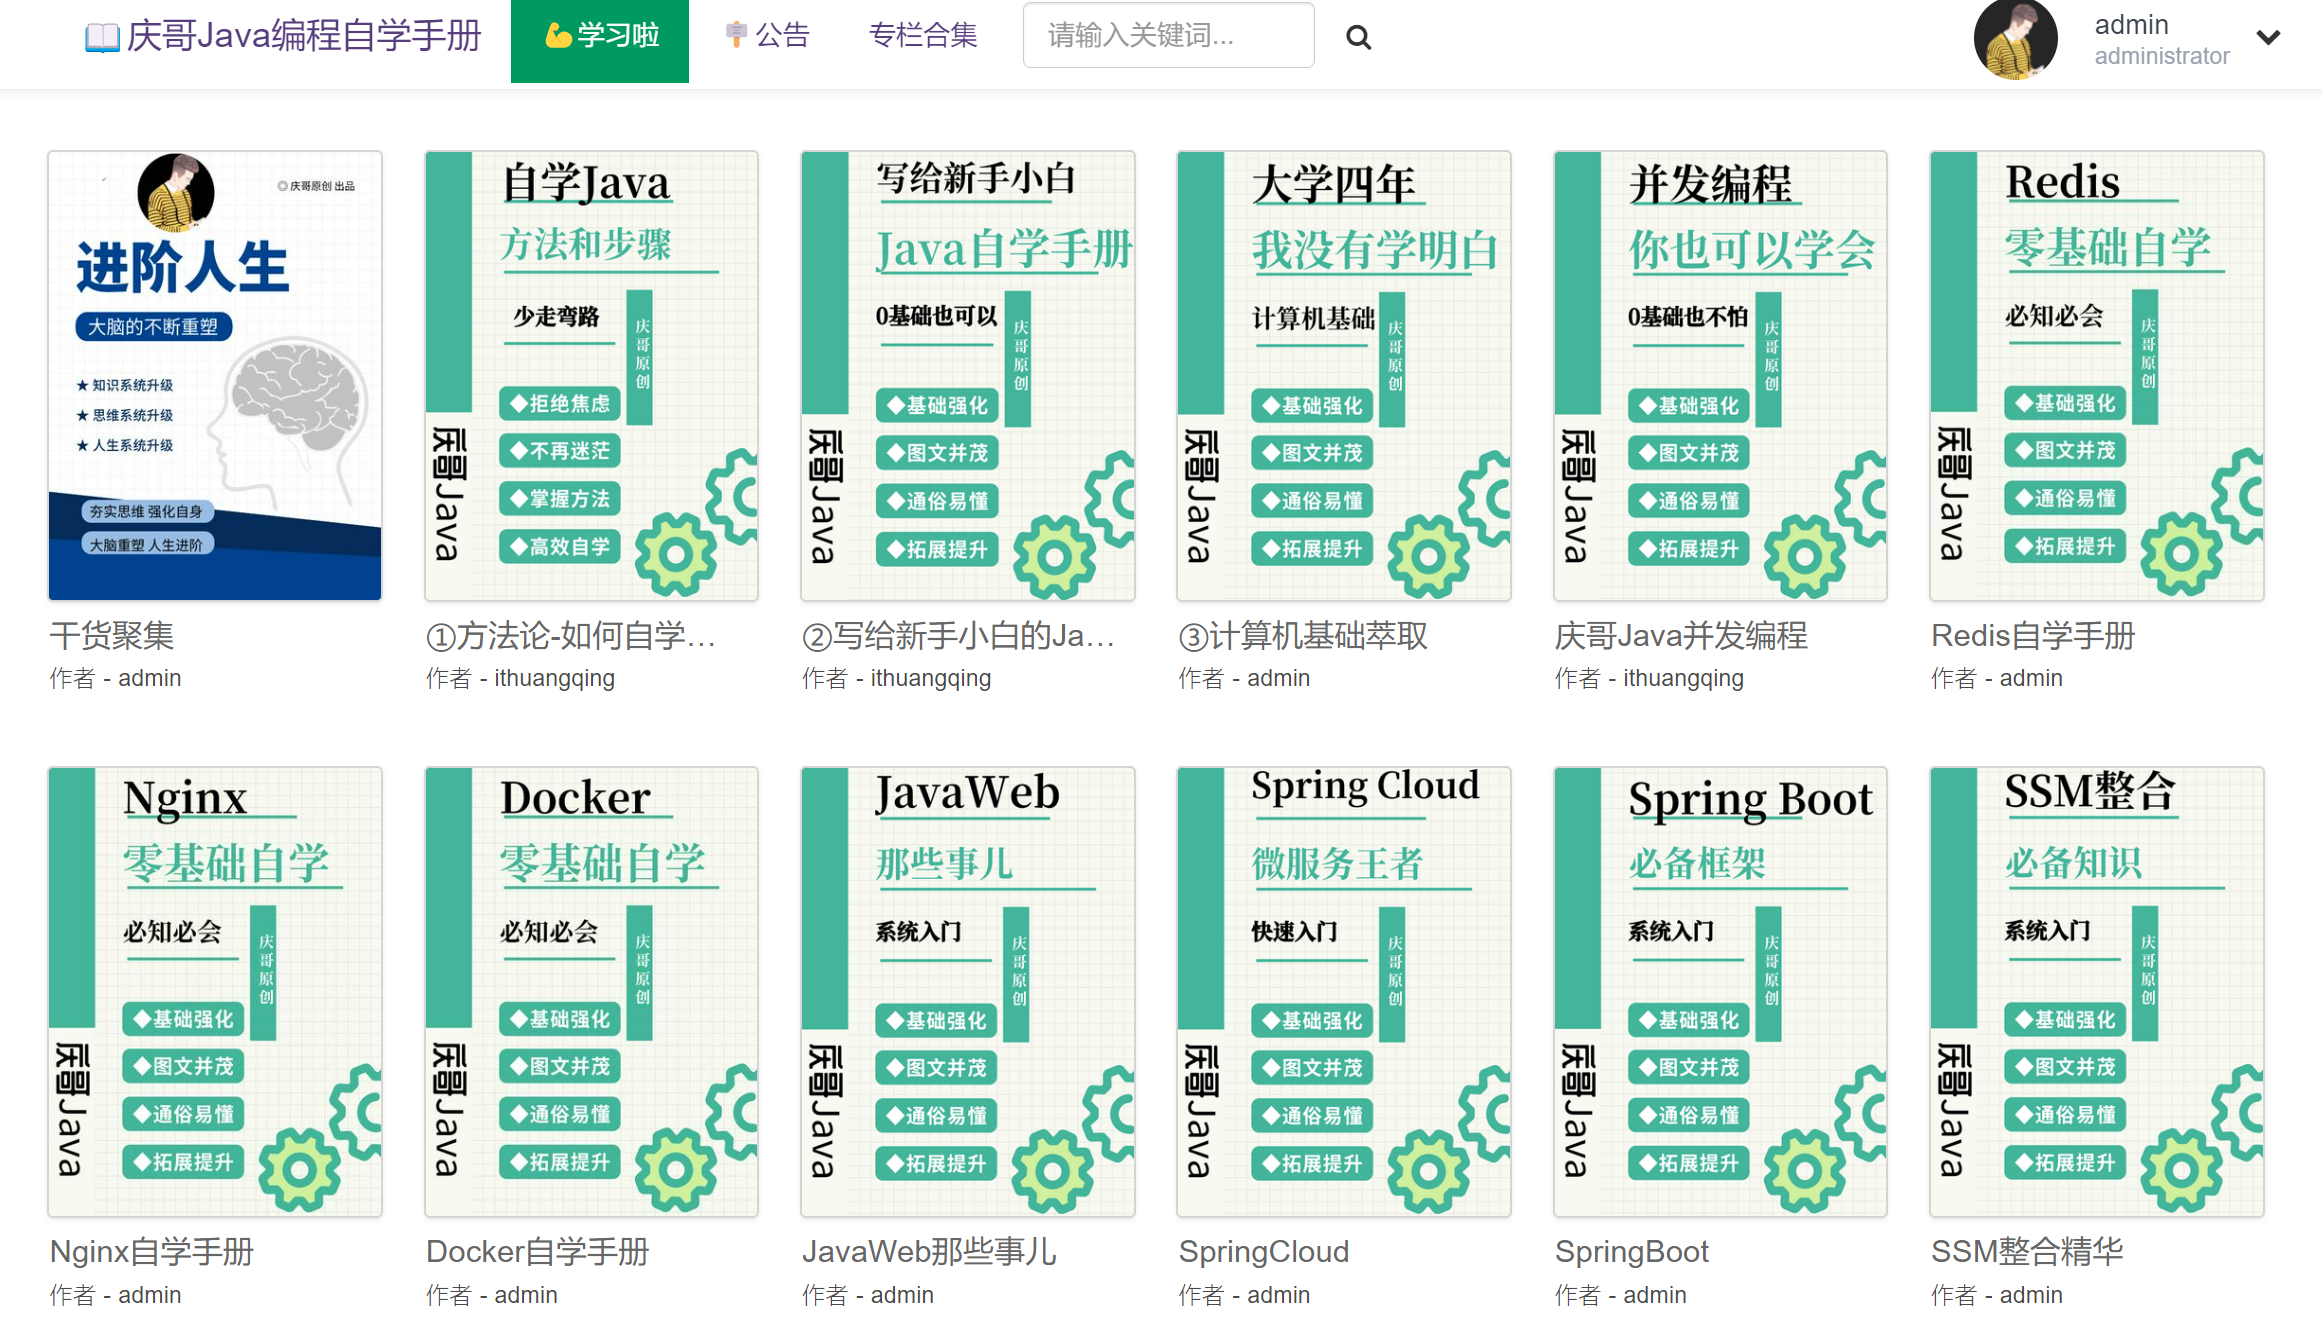 庆哥Java编程自学手册
学习啦
公告
专栏合集
请输入关键词...
admin
administrator
◎ 庆哥原创 出品
进阶人生
大脑的不断重塑
★ 知识系统升级
★ 思维系统升级
★ 人生系统升级
夯实思维 强化自身
大脑重塑 人生进阶
干货聚集
作者 - admin
自学Java
方法和步骤
少走弯路
庆哥原创
◆拒绝焦虑
◆不再迷茫
◆掌握方法
◆高效自学
庆哥Java
①方法论-如何自学…
作者 - ithuangqing
写给新手小白
Java自学手册
0基础也可以
庆哥原创
◆基础强化
◆图文并茂
◆通俗易懂
◆拓展提升
庆哥Java
②写给新手小白的Ja…
作者 - ithuangqing
大学四年
我没有学明白
计算机基础
庆哥原创
◆基础强化
◆图文并茂
◆通俗易懂
◆拓展提升
庆哥Java
③计算机基础萃取
作者 - admin
并发编程
你也可以学会
0基础也不怕
庆哥原创
◆基础强化
◆图文并茂
◆通俗易懂
◆拓展提升
庆哥Java
庆哥Java并发编程
作者 - ithuangqing
Redis
零基础自学
必知必会
庆哥原创
◆基础强化
◆图文并茂
◆通俗易懂
◆拓展提升
庆哥Java
Redis自学手册
作者 - admin
Nginx
零基础自学
必知必会
庆哥原创
◆基础强化
◆图文并茂
◆通俗易懂
◆拓展提升
庆哥Java
Nginx自学手册
作者 - admin
Docker
零基础自学
必知必会
庆哥原创
◆基础强化
◆图文并茂
◆通俗易懂
◆拓展提升
庆哥Java
Docker自学手册
作者 - admin
JavaWeb
那些事儿
系统入门
庆哥原创
◆基础强化
◆图文并茂
◆通俗易懂
◆拓展提升
庆哥Java
JavaWeb那些事儿
作者 - admin
Spring Cloud
微服务王者
快速入门
庆哥原创
◆基础强化
◆图文并茂
◆通俗易懂
◆拓展提升
庆哥Java
SpringCloud
作者 - admin
Spring Boot
必备框架
系统入门
庆哥原创
◆基础强化
◆图文并茂
◆通俗易懂
◆拓展提升
庆哥Java
SpringBoot
作者 - admin
SSM整合
必备知识
系统入门
庆哥原创
◆基础强化
◆图文并茂
◆通俗易懂
◆拓展提升
庆哥Java
SSM整合精华
作者 - admin